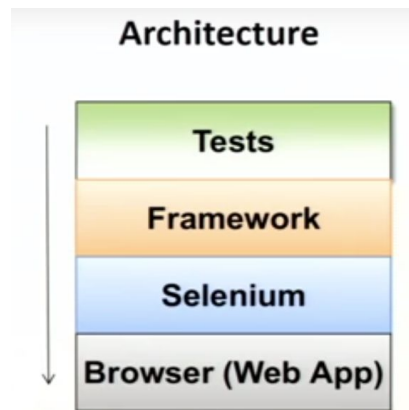 Architecture
Tests
Framework
Selenium
Browser (Web App)